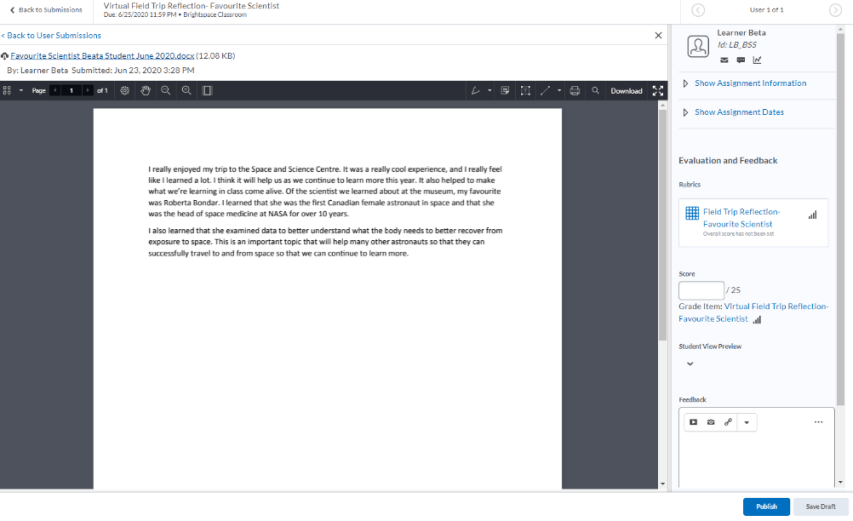 Back to Submissions
Virtual Field Trip Reflection- Favourite Scientist
Due: 6/25/2020 11:59 PM • Brightspace Classroom
User 1 of 1
< Back to User Submissions
Favourite Scientist Beata Student June 2020.docx (12.08 KB)
By: Learner Beta Submitted: Jun 23, 2020 3:28 PM
Page 1 of 1
Download
I really enjoyed my trip to the Space and Science Centre. It was a really cool experience, and I really feel
like I learned a lot. I think it will help us as we continue to learn more this year. It also helped to make
what we're learning in class come alive. Of the scientist we learned about at the museum, my favourite
was Roberta Bondar. I learned that she was the first Canadian female astronaut in space and that she
was the head of space medicine at NASA for over 10 years.
I also learned that she examined data to better understand what the body needs to better recover from
exposure to space. This is an important topic that will help many other astronauts so that they can
successfully travel to and from space so that we can continue to learn more.
Learner Beta
Id: LB_BSS
Show Assignment Information
Show Assignment Dates
Evaluation and Feedback
Rubrics
Field Trip Reflection-
Favourite Scientist
Overall score has not been set
Score
/ 25
Grade Item: Virtual Field Trip Reflection-
Favourite Scientist
Student View Preview
Feedback
Publish
Save Draft